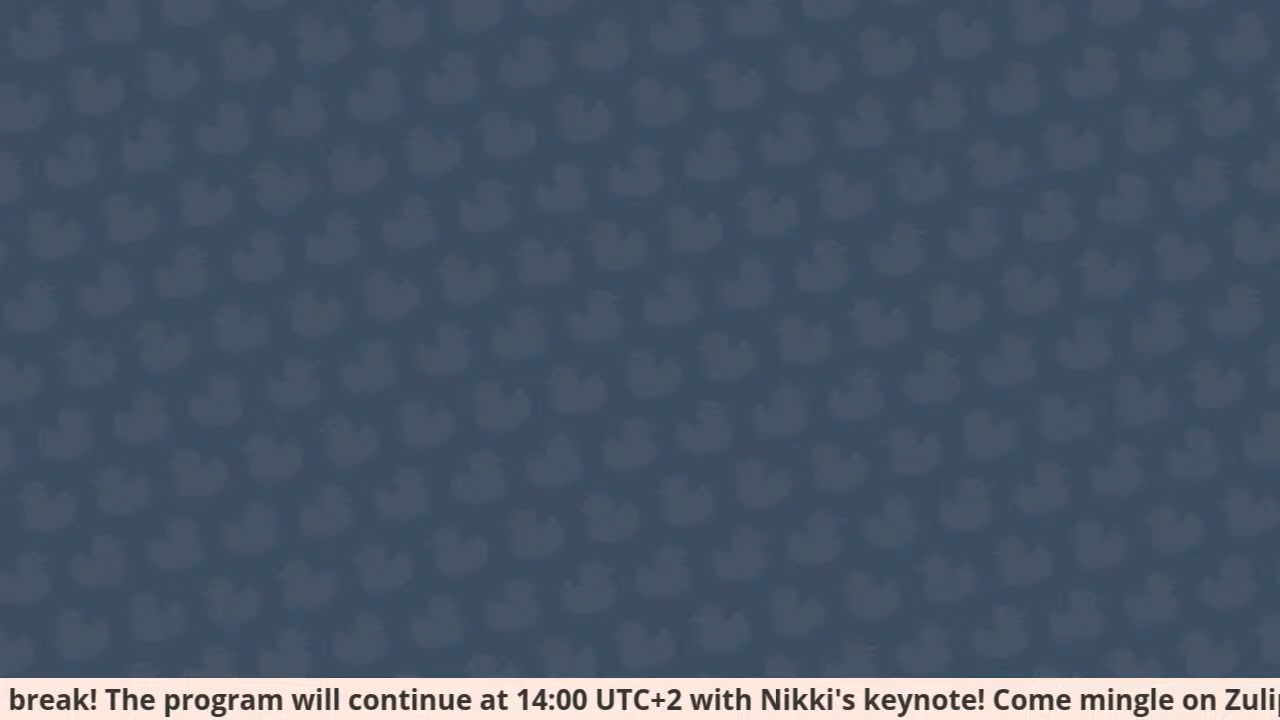 break! The program will continue at 14:00 UTC+2 with Nikki's keynote! Come mingle on